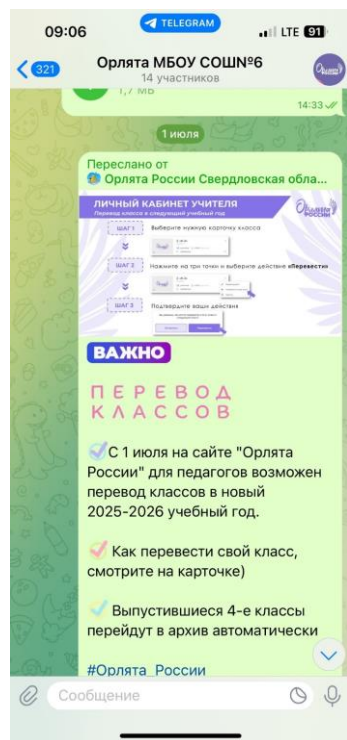 09:06
TELEGRAM
LTE 91
321
Орлята МБОУ СОШ№6
14 участников
1,7 МБ
14:33
1 июля
Переслано от
Орлята России Свердловская обла...
ЛИЧНЫЙ КАБИНЕТ УЧИТЕЛЯ
Перевод класса в следующий учебный год
ОРЛЯТА РОССИИ
ШАГ 1
Выберите нужную карточку класса
ШАГ 2
Нажмите на три точки и выберите действие «Перевести»
ШАГ 3
Подтвердите ваши действия
ВАЖНО
ПЕРЕВОД
КЛАССОВ
С 1 июля на сайте "Орлята
России" для педагогов возможен
перевод классов в новый
2025-2026 учебный год.
Как перевести свой класс,
смотрите на карточке)
Выпустившиеся 4-е классы
перейдут в архив автоматически
#Орлята_России
Сообщение